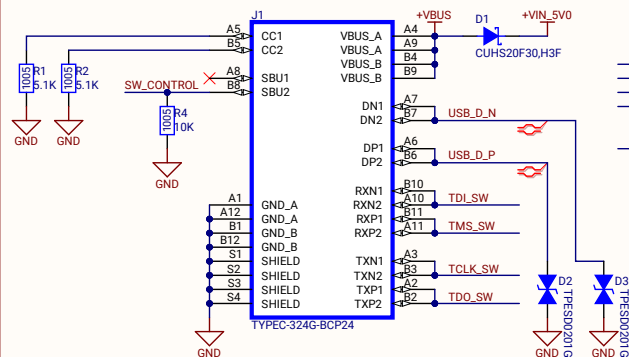 J1
+VBUS
D1
+VIN_5V0
CUHS20F30,H3F
A5 CC1
B5 CC2
A8 SBU1
SW_CONTROL B8 SBU2
VBUS_A A4
VBUS_A A9
VBUS_B B4
VBUS_B B9
DN1 A7
DN2 B7 USB_D_N
DP1 A6
DP2 B6 USB_D_P
RXN1 B10
RXN2 A10 TDI_SW
RXP1 B11
RXP2 A11 TMS_SW
TXN1 A3
TXN2 B3 TCLK_SW
TXP1 A2
TXP2 B2 TDO_SW
1005 R1 5.1K
1005 R2 5.1K
GND
GND
1005 R4 10K
GND
A1 GND_A
A12 GND_A
B1 GND_B
B12 GND_B
S1 SHIELD
S2 SHIELD
S3 SHIELD
S4 SHIELD
GND
TYPEC-324G-BCP24
D2
TPESD0201G
GND
D3
TPESD0201G
GND